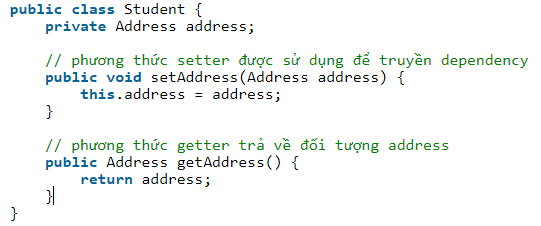 public class Student {
    private Address address;

    // phương thức setter được sử dụng để truyền dependency
    public void setAddress(Address address) {
        this.address = address;
    }

    // phương thức getter trả về đối tượng address
    public Address getAddress() {
        return address;
    }
}